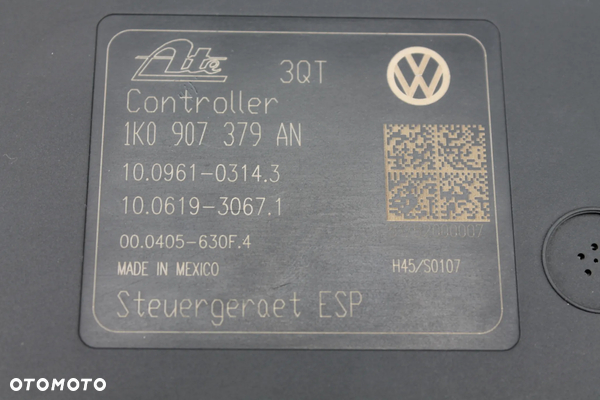 Ate 3QT
Controller
1K0 907 379 AN
10.0961-0314.3
10.0619-3067.1
00.0405-630F.4
MADE IN MEXICO H45/S0107
Steuergeraet ESP
OTOMOTO